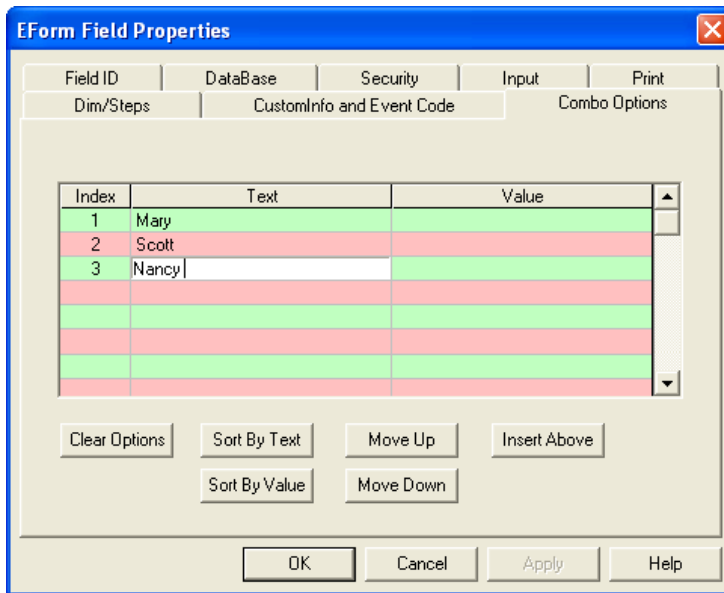 EForm Field Properties
Field ID DataBase Security Input Print
Dim/Steps CustomInfo and Event Code Combo Options
Index Text Value
1 Mary
2 Scott
3 Nancy
Clear Options Sort By Text Move Up Insert Above
Sort By Value Move Down
OK Cancel Apply Help